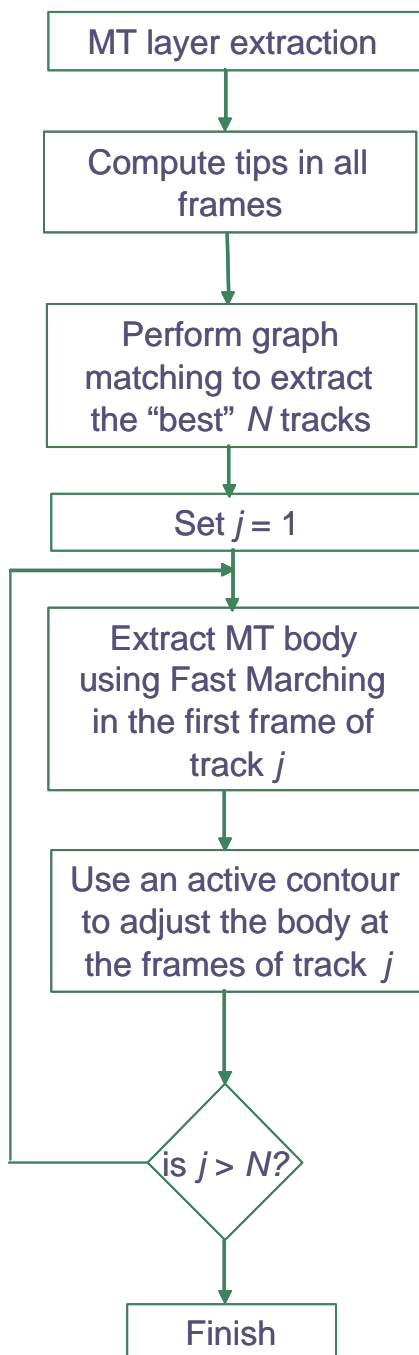 MT layer extraction
Compute tips in all
frames
Perform graph
matching to extract
the “best” N tracks
Set j = 1
Extract MT body
using Fast Marching
in the first frame of
track j
Use an active contour
to adjust the body at
the frames of track j
is j > N?
Finish